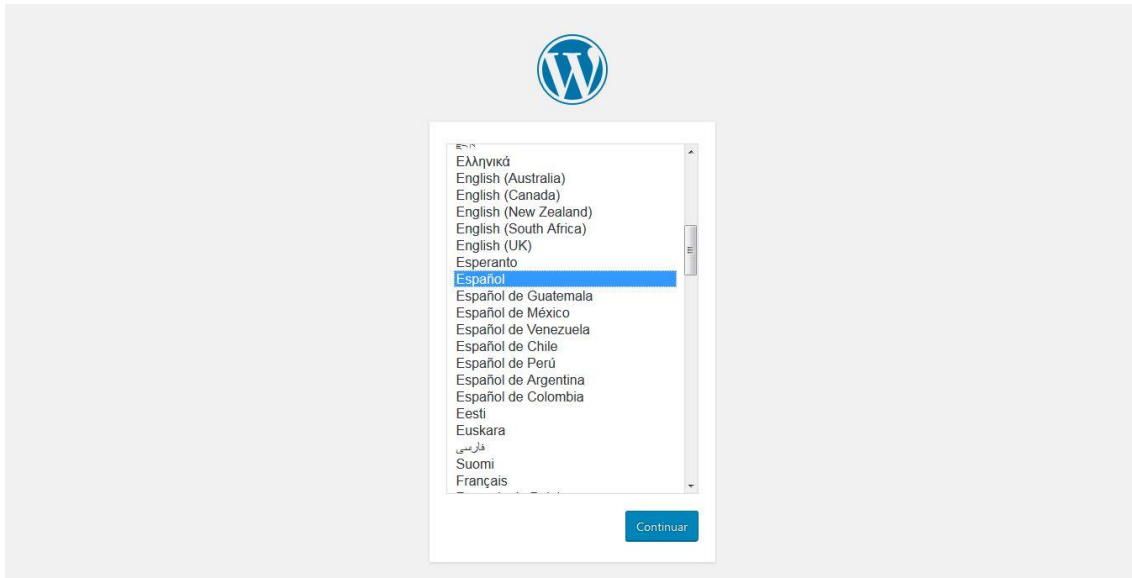 Ελληνικά
English (Australia)
English (Canada)
English (New Zealand)
English (South Africa)
English (UK)
Esperanto
Español
Español de Guatemala
Español de México
Español de Venezuela
Español de Chile
Español de Perú
Español de Argentina
Español de Colombia
Eesti
Euskara
فارسی
Suomi
Français
Continuar